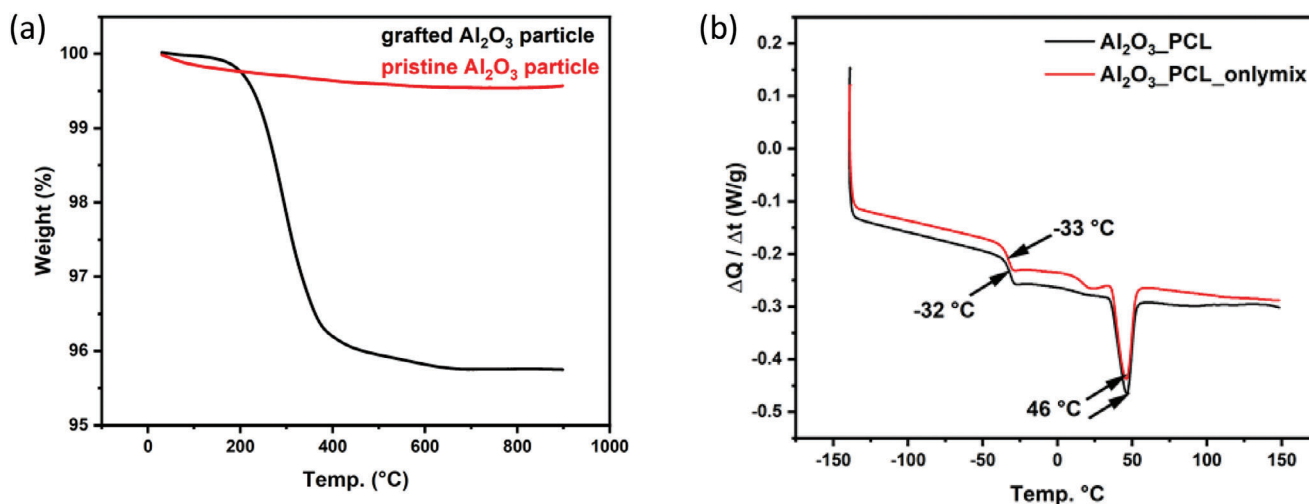 (a)
grafted Al₂O₃ particle
pristine Al₂O₃ particle
100
99
98
97
96
95
Weight (%)
0
200
400
600
800
1000
Temp. (°C)
(b)
Al₂O₃_PCL
Al₂O₃_PCL_onlymix
0.2
0.1
0.0
-0.1
-0.2
-0.3
-0.4
-0.5
ΔQ / Δt (W/g)
-33 °C
-32 °C
46 °C
-150
-100
-50
0
50
100
150
Temp. °C